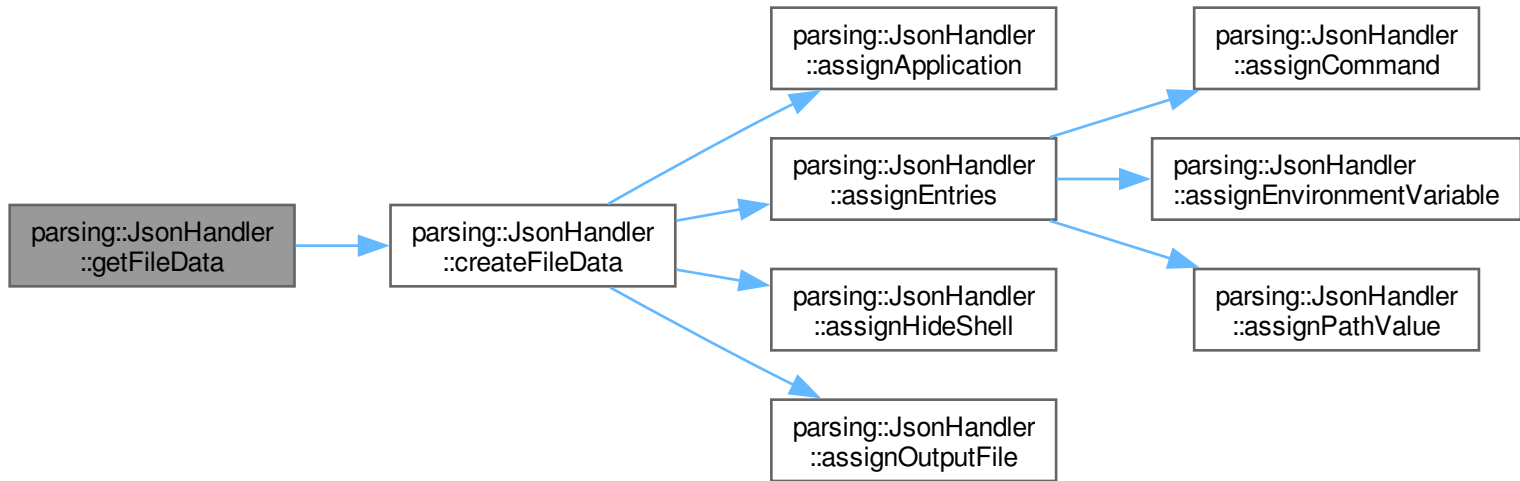 parsing::JsonHandler
::getFileData
parsing::JsonHandler
::createFileData
parsing::JsonHandler
::assignApplication
parsing::JsonHandler
::assignEntries
parsing::JsonHandler
::assignHideShell
parsing::JsonHandler
::assignOutputFile
parsing::JsonHandler
::assignCommand
parsing::JsonHandler
::assignEnvironmentVariable
parsing::JsonHandler
::assignPathValue